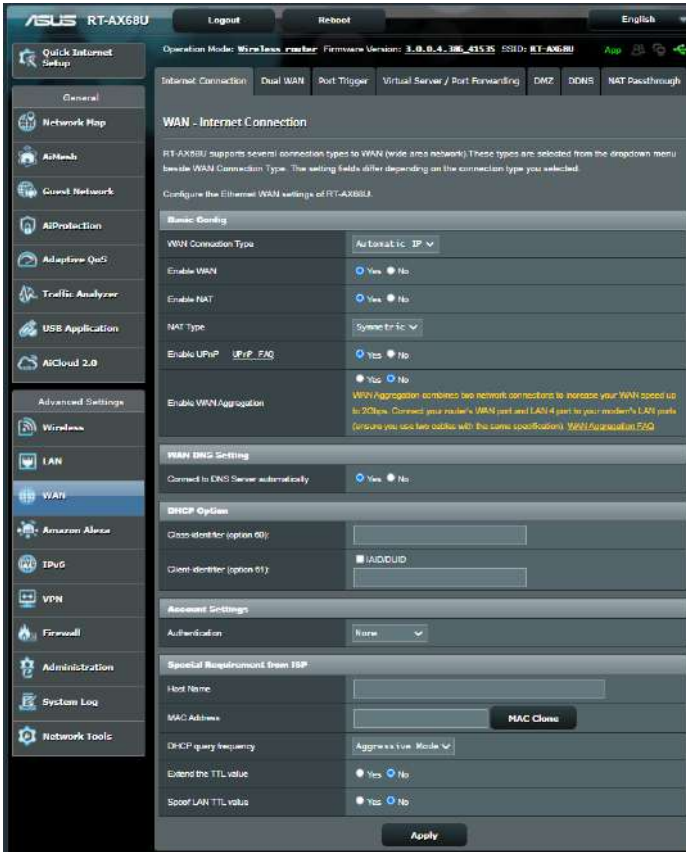 ASUS RT-AX68U Logout Reboot English
Quick Internet Setup
Operation Mode: Wireless router Firmware Version: 3.0.0.4.386_41535 SSID: RT-AX68U App
Internet Connection Dual WAN Port Trigger Virtual Server / Port Forwarding DMZ DDNS NAT Passthrough
General
Network Map
AiMesh
Guest Network
AiProtection
Adaptive QoS
Traffic Analyzer
USB Application
AiCloud 2.0
Advanced Settings
Wireless
LAN
WAN
Amazon Alexa
IPv6
VPN
Firewall
Administration
System Log
Network Tools
WAN - Internet Connection
RT-AX68U supports several connection types to WAN (wide area network).These types are selected from the dropdown menu
beside WAN Connection Type. The setting fields differ depending on the connection type you selected.
Configure the Ethernet WAN settings of RT-AX68U.
Basic Config
WAN Connection Type Automatic IP
Enable WAN Yes No
Enable NAT Yes No
NAT Type Symmetric
Enable UPnP UPnP FAQ Yes No
Enable WAN Aggregation Yes No
WAN Aggregation combines two network connections to increase your WAN speed up
to 2Gbps. Connect your router's WAN port and LAN 4 port to your modem's LAN ports
(ensure you use two cables with the same specification). WAN Aggregation FAQ
WAN DNS Setting
Connect to DNS Server automatically Yes No
DHCP Option
Class-identifier (option 60):
Client-identifier (option 61): IAID/DUID
Account Settings
Authentication None
Special Requirement from ISP
Host Name
MAC Address MAC Clone
DHCP query frequency Aggressive Mode
Extend the TTL value Yes No
Spoof LAN TTL value Yes No
Apply